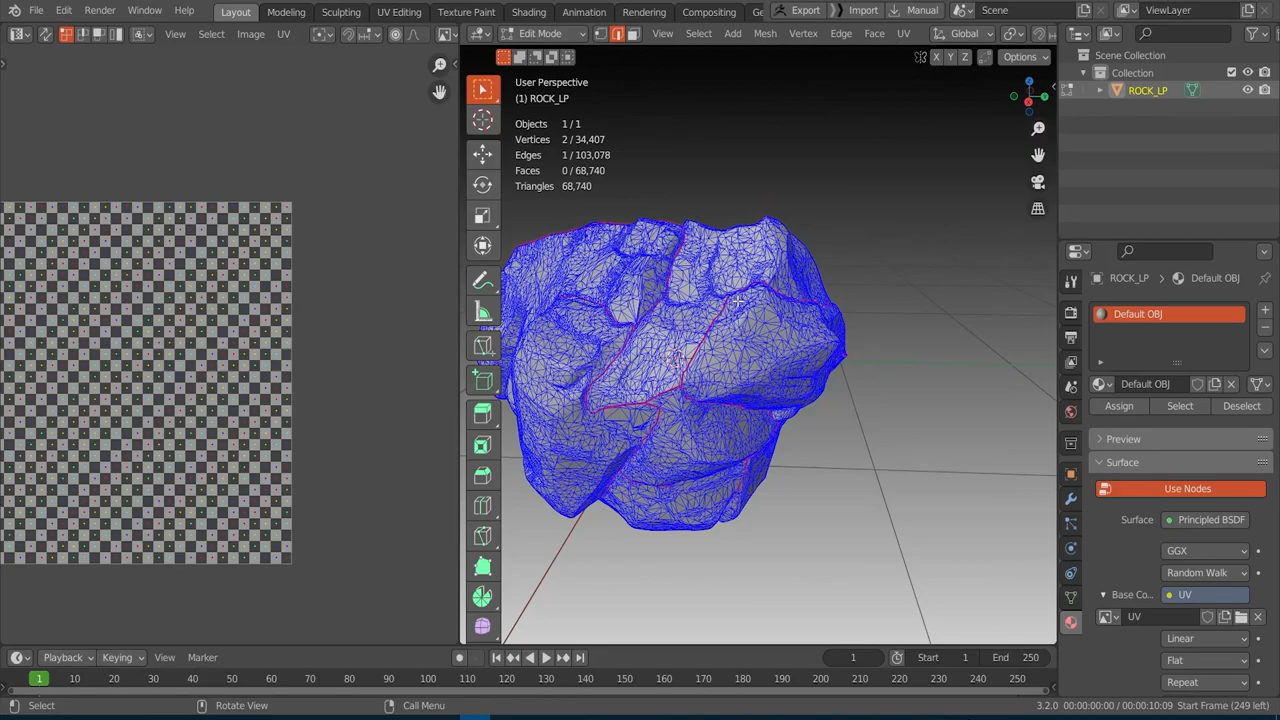 File Edit Render Window Help Layout Modeling Sculpting UV Editing Texture Paint Shading Animation Rendering Compositing Ge Export Import Manual Scene ViewLayer
View Select Image UV Edit Mode View Select Add Mesh Vertex Edge Face UV Global
X Y Z Options
User Perspective
(1) ROCK_LP
Objects 1 / 1
Vertices 2 / 34,407
Edges 1 / 103,078
Faces 0 / 68,740
Triangles 68,740
Scene Collection
Collection
ROCK_LP
ROCK_LP Default OBJ
Default OBJ
Default OBJ
Assign Select Deselect
Preview
Surface
Use Nodes
Surface Principled BSDF
GGX
Random Walk
Base Co... UV
UV
Linear
Flat
Repeat
Playback Keying View Marker 1 Start 1 End 250
1 10 20 30 40 50 60 70 80 90 100 110 120 130 140 150 160 170 180 190 200 210 220 230 240 250
Select Rotate View Call Menu 3.2.0 00:00:00:00 / 00:00:10:09 Start Frame (249 left)